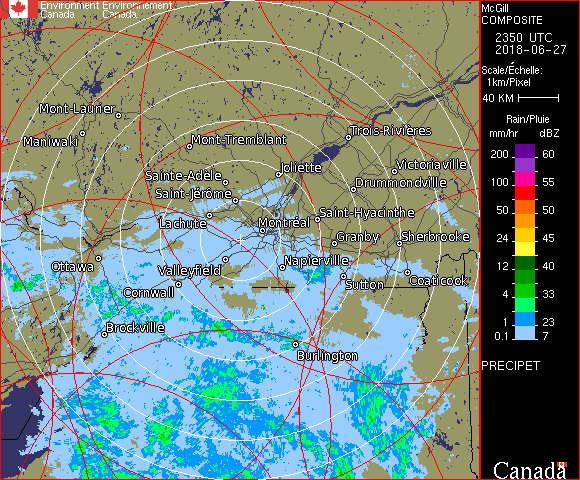 Environment Environnement
Canada Canada
McGill
COMPOSITE
2350 UTC
2018-06-27
Scale/Échelle:
1km/Pixel
40 KM
Rain/Pluie
mm/hr dBZ
200 60
100 55
50 50
24 45
12 40
4 33
1 23
0.1 7
PRECIPET
Canada
Mont-Laurier
Maniwaki
Mont-Tremblant
Trois-Rivières
Sainte-Adèle
Joliette
Victoriaville
Saint-Jérôme
Drummondville
Lachute
Montréal
Saint-Hyacinthe
Granby
Sherbrooke
Ottawa
Valleyfield
Napierville
Cornwall
Sutton
Coaticook
Brockville
Burlington